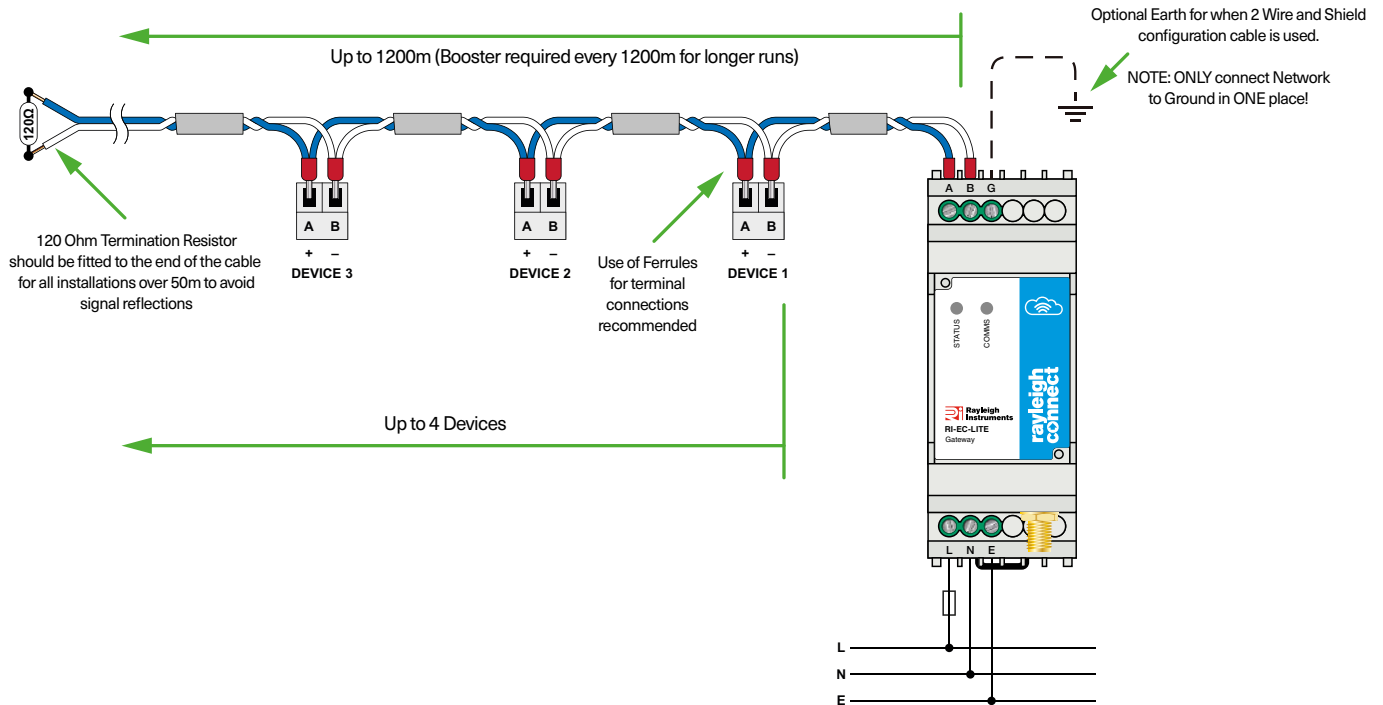 Up to 1200m (Booster required every 1200m for longer runs)
Optional Earth for when 2 Wire and Shield
configuration cable is used.
NOTE: ONLY connect Network
to Ground in ONE place!
120Ω
A B G
A B
+ –
DEVICE 3
A B
+ –
DEVICE 2
A B
+ –
DEVICE 1
120 Ohm Termination Resistor
should be fitted to the end of the cable
for all installations over 50m to avoid
signal reflections
Use of Ferrules
for terminal
connections
recommended
STATUS
COMMS
Ri Rayleigh
Instruments
RI-EC-LITE
Gateway
rayleigh
connect
Up to 4 Devices
L N E
L
N
E